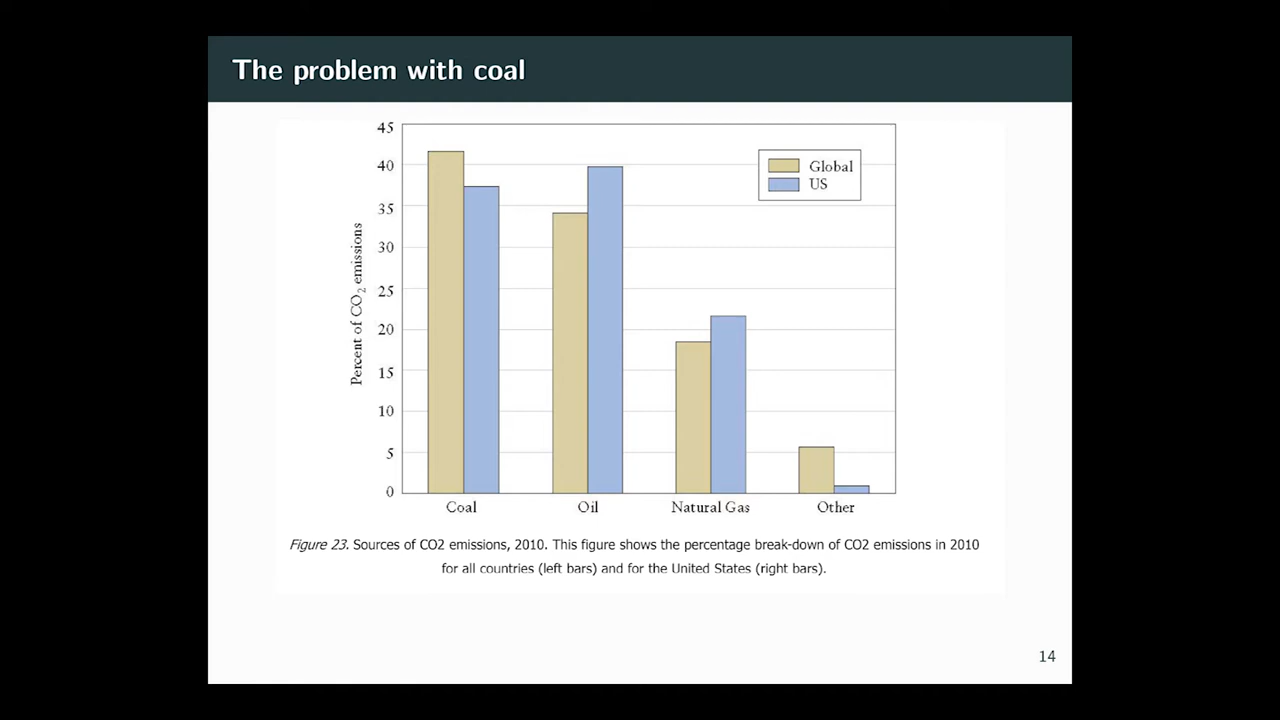 The problem with coal
45
40
35
30
25
20
15
10
5
0
Percent of CO2 emissions
Global
US
Coal Oil Natural Gas Other
Figure 23. Sources of CO2 emissions, 2010. This figure shows the percentage break-down of CO2 emissions in 2010
for all countries (left bars) and for the United States (right bars).
14